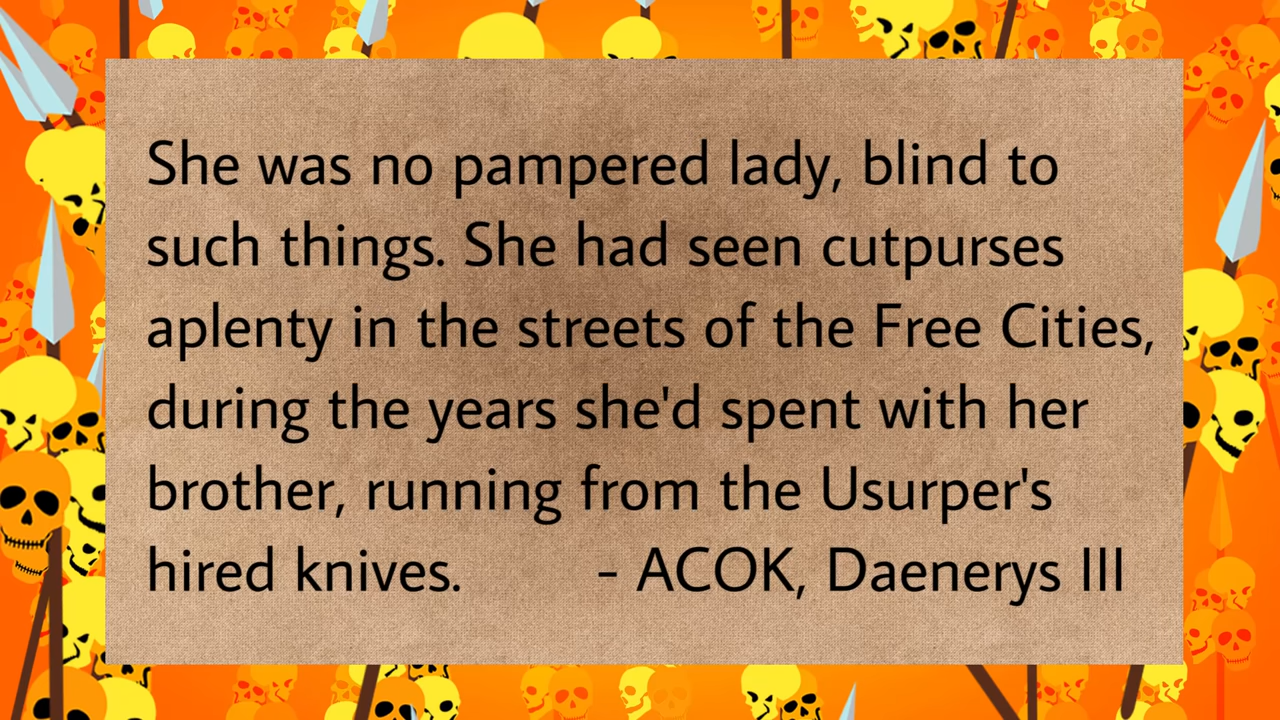 She was no pampered lady, blind to
such things. She had seen cutpurses
aplenty in the streets of the Free Cities,
during the years she'd spent with her
brother, running from the Usurper's
hired knives. - ACOK, Daenerys III